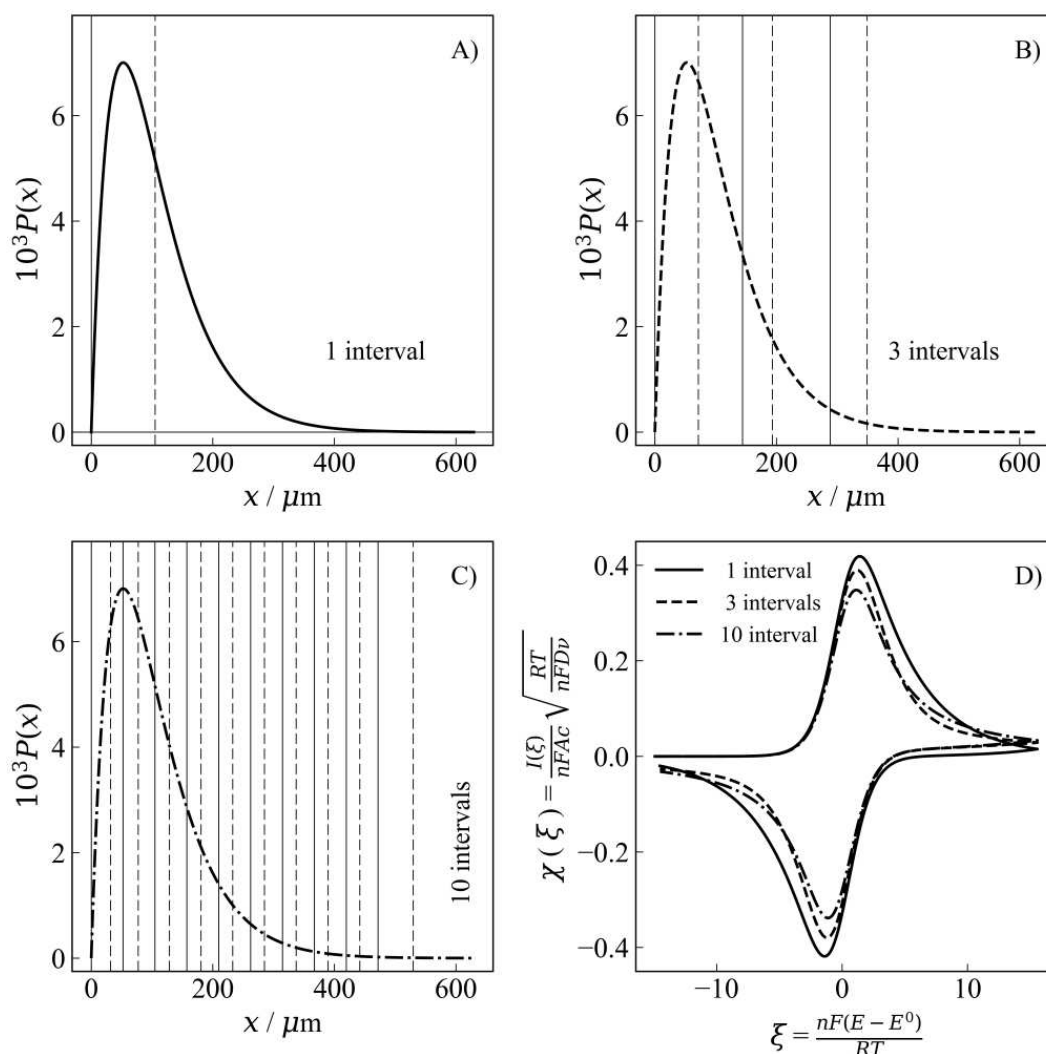 A)
10³P(x)
6
4
2
0
1 interval
0 200 400 600
x / μm
B)
10³P(x)
6
4
2
0
3 intervals
0 200 400 600
x / μm
C)
10³P(x)
6
4
2
0
10 intervals
0 200 400 600
x / μm
D)
1 interval
3 intervals
10 interval
χ(ξ) = I(ξ)/nFAc √RT/nFDν
0.4
0.2
0.0
−0.2
−0.4
−10 0 10
ξ = nF(E − E⁰)/RT